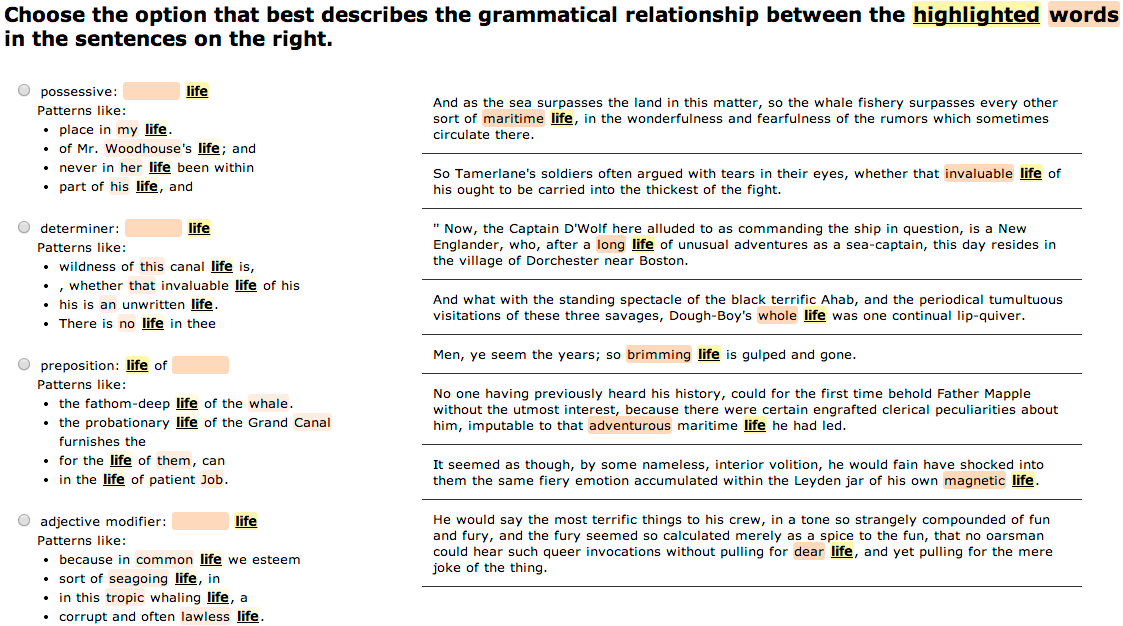 Choose the option that best describes the grammatical relationship between the highlighted words
in the sentences on the right.
possessive: life
Patterns like:
• place in my life.
• of Mr. Woodhouse's life; and
• never in her life been within
• part of his life, and
determiner: life
Patterns like:
• wildness of this canal life is,
• , whether that invaluable life of his
• his is an unwritten life.
• There is no life in thee
preposition: life of
Patterns like:
• the fathom-deep life of the whale.
• the probationary life of the Grand Canal
furnishes the
• for the life of them, can
• in the life of patient Job.
adjective modifier: life
Patterns like:
• because in common life we esteem
• sort of seagoing life, in
• in this tropic whaling life, a
• corrupt and often lawless life.
And as the sea surpasses the land in this matter, so the whale fishery surpasses every other
sort of maritime life, in the wonderfulness and fearfulness of the rumors which sometimes
circulate there.
So Tamerlane's soldiers often argued with tears in their eyes, whether that invaluable life of
his ought to be carried into the thickest of the fight.
" Now, the Captain D'Wolf here alluded to as commanding the ship in question, is a New
Englander, who, after a long life of unusual adventures as a sea-captain, this day resides in
the village of Dorchester near Boston.
And what with the standing spectacle of the black terrific Ahab, and the periodical tumultuous
visitations of these three savages, Dough-Boy's whole life was one continual lip-quiver.
Men, ye seem the years; so brimming life is gulped and gone.
No one having previously heard his history, could for the first time behold Father Mapple
without the utmost interest, because there were certain engrafted clerical peculiarities about
him, imputable to that adventurous maritime life he had led.
It seemed as though, by some nameless, interior volition, he would fain have shocked into
them the same fiery emotion accumulated within the Leyden jar of his own magnetic life.
He would say the most terrific things to his crew, in a tone so strangely compounded of fun
and fury, and the fury seemed so calculated merely as a spice to the fun, that no oarsman
could hear such queer invocations without pulling for dear life, and yet pulling for the mere
joke of the thing.